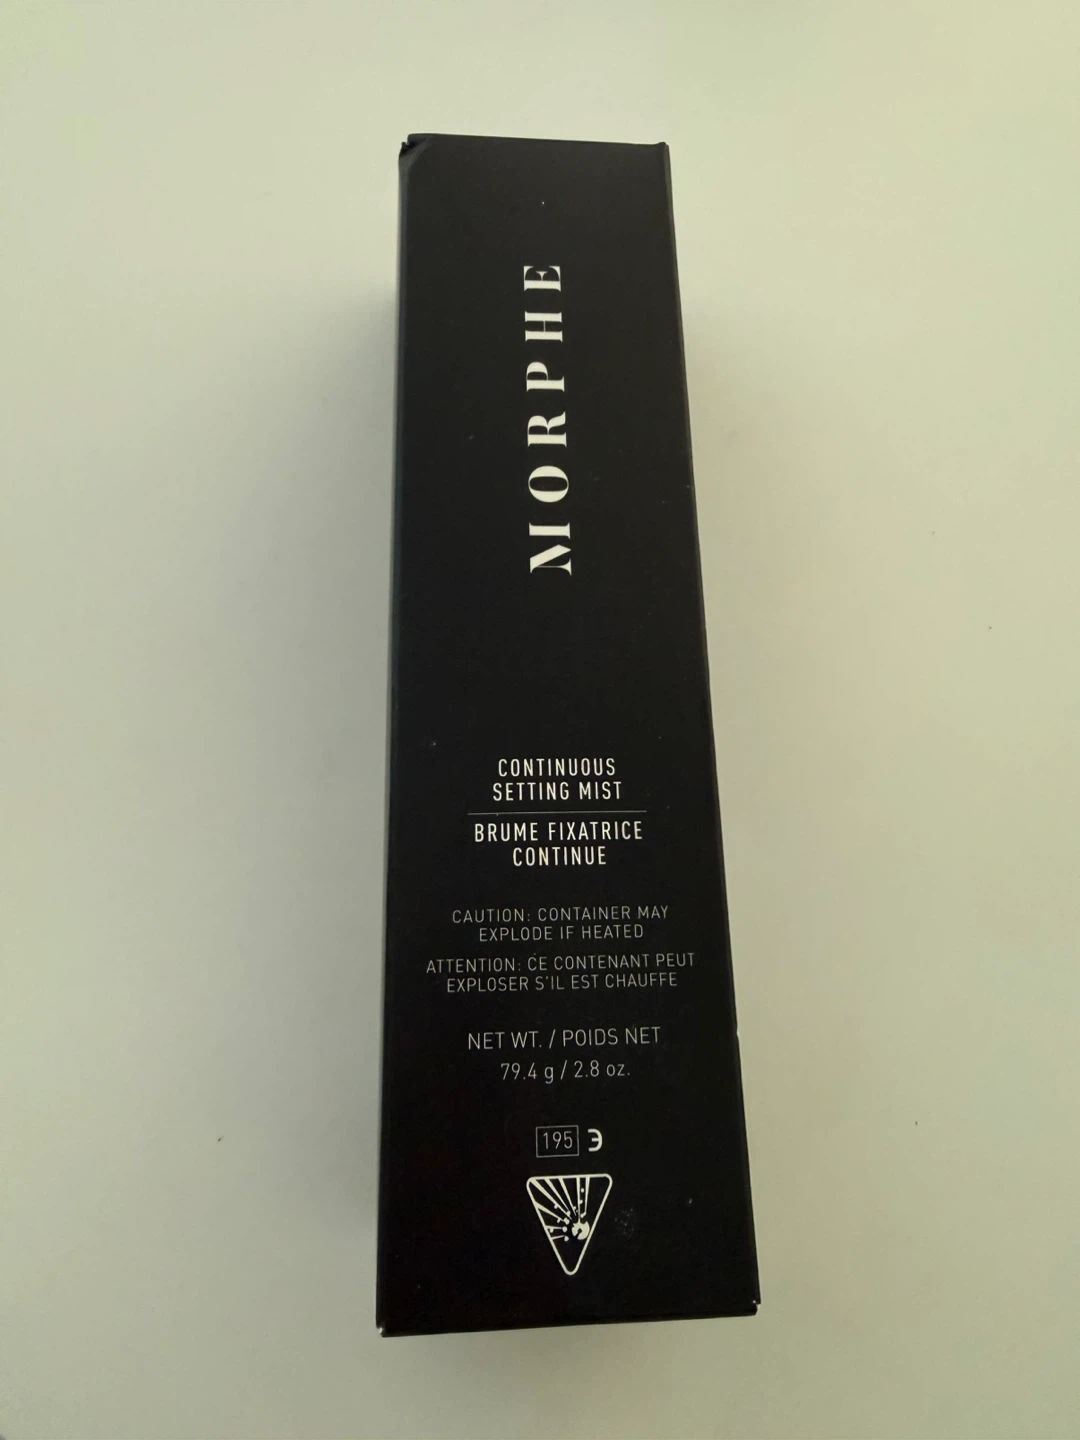 MORPHE
CONTINUOUS
SETTING MIST
BRUME FIXATRICE
CONTINUE
CAUTION: CONTAINER MAY
EXPLODE IF HEATED
ATTENTION: CE CONTENANT PEUT
EXPLOSER S'IL EST CHAUFFE
NET WT. / POIDS NET
79.4 g / 2.8 oz.
195 3